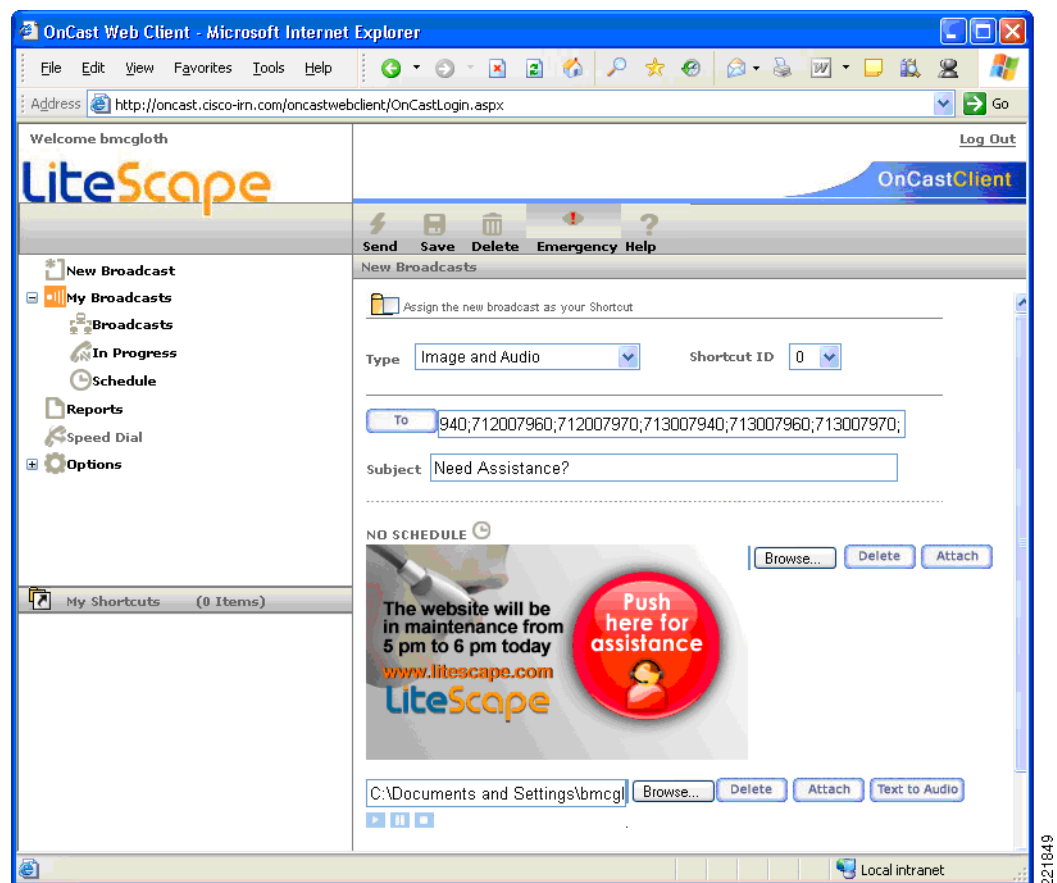 OnCast Web Client - Microsoft Internet Explorer
File Edit View Favorites Tools Help
Address http://oncast.cisco-irn.com/oncastwebclient/OnCastLogin.aspx Go
Welcome bmcgloth
Log Out
LiteScape
OnCastClient
Send Save Delete Emergency Help
New Broadcasts
New Broadcast
My Broadcasts
Broadcasts
In Progress
Schedule
Reports
Speed Dial
Options
My Shortcuts (0 Items)
Assign the new broadcast as your Shortcut
Type Image and Audio Shortcut ID 0
To 940;712007960;712007970;713007940;713007960;713007970;
Subject Need Assistance?
NO SCHEDULE
Browse... Delete Attach
The website will be
in maintenance from
5 pm to 6 pm today
www.litescape.com
LiteScape
Push
here for
assistance
C:\Documents and Settings\bmcgl Browse... Delete Attach Text to Audio
Local intranet
221849